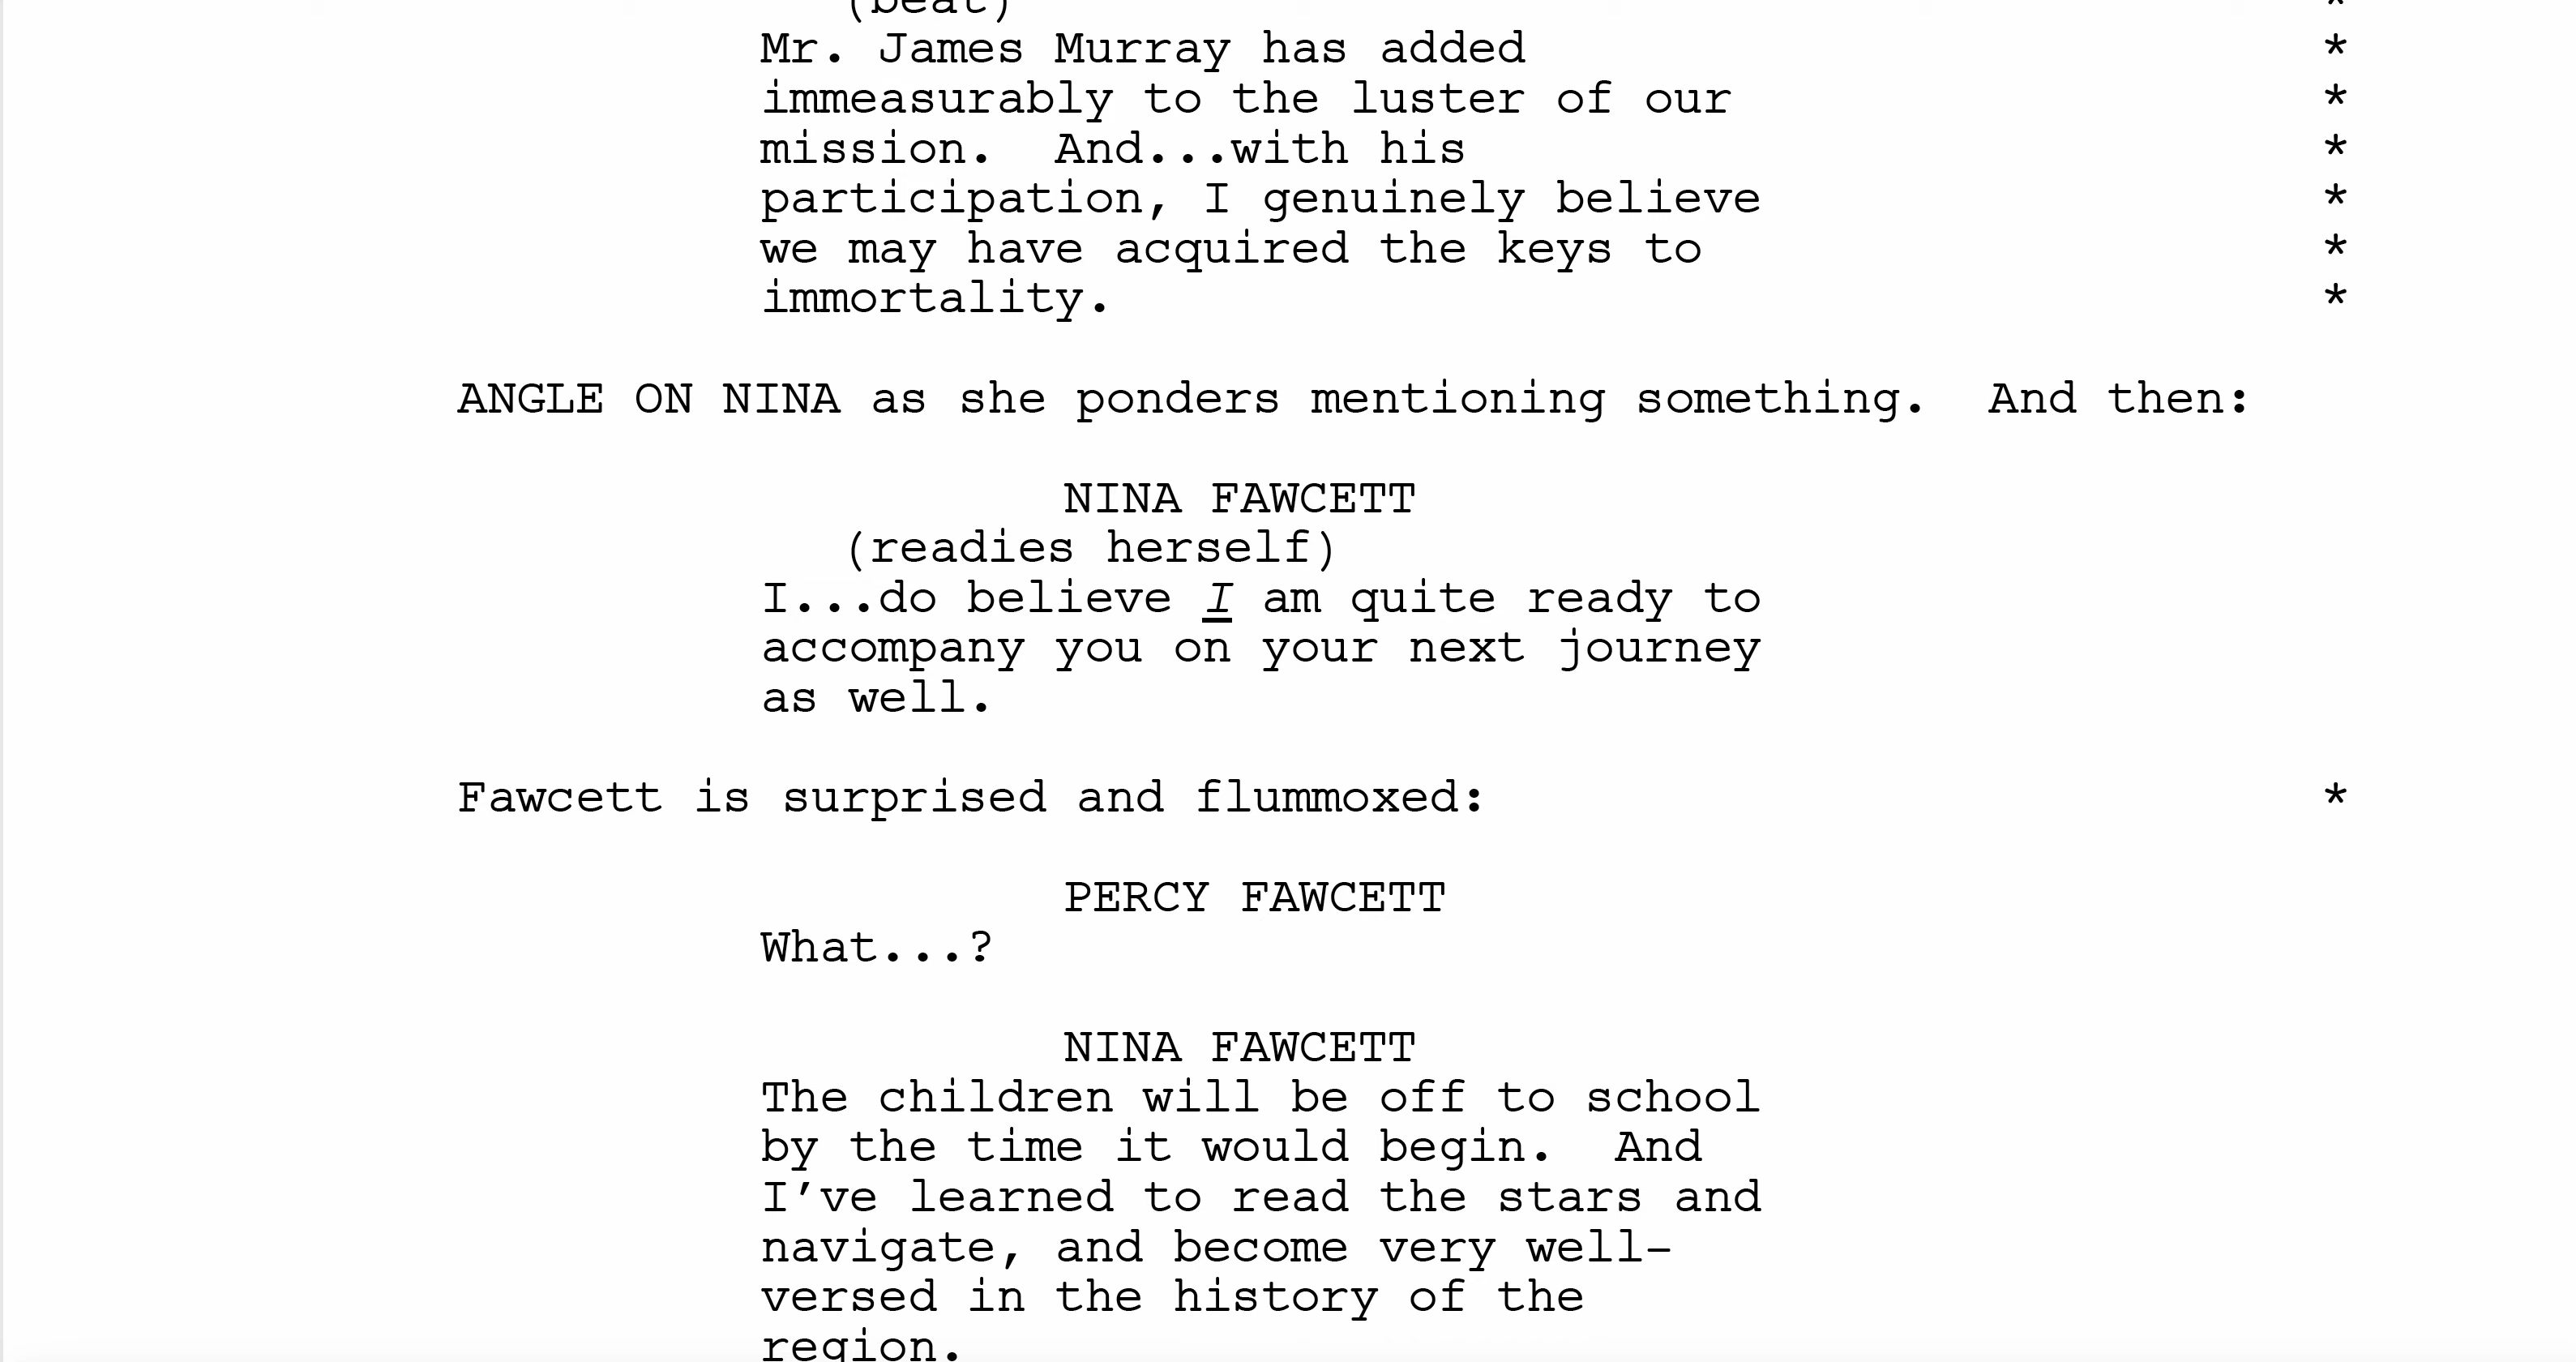 (beat) *
Mr. James Murray has added *
immeasurably to the luster of our *
mission.  And...with his *
participation, I genuinely believe *
we may have acquired the keys to *
immortality. *
ANGLE ON NINA as she ponders mentioning something.  And then:
NINA FAWCETT
(readies herself)
I...do believe I am quite ready to
accompany you on your next journey
as well.
Fawcett is surprised and flummoxed: *
PERCY FAWCETT
What...?
NINA FAWCETT
The children will be off to school
by the time it would begin.  And
I’ve learned to read the stars and
navigate, and become very well-
versed in the history of the
region.